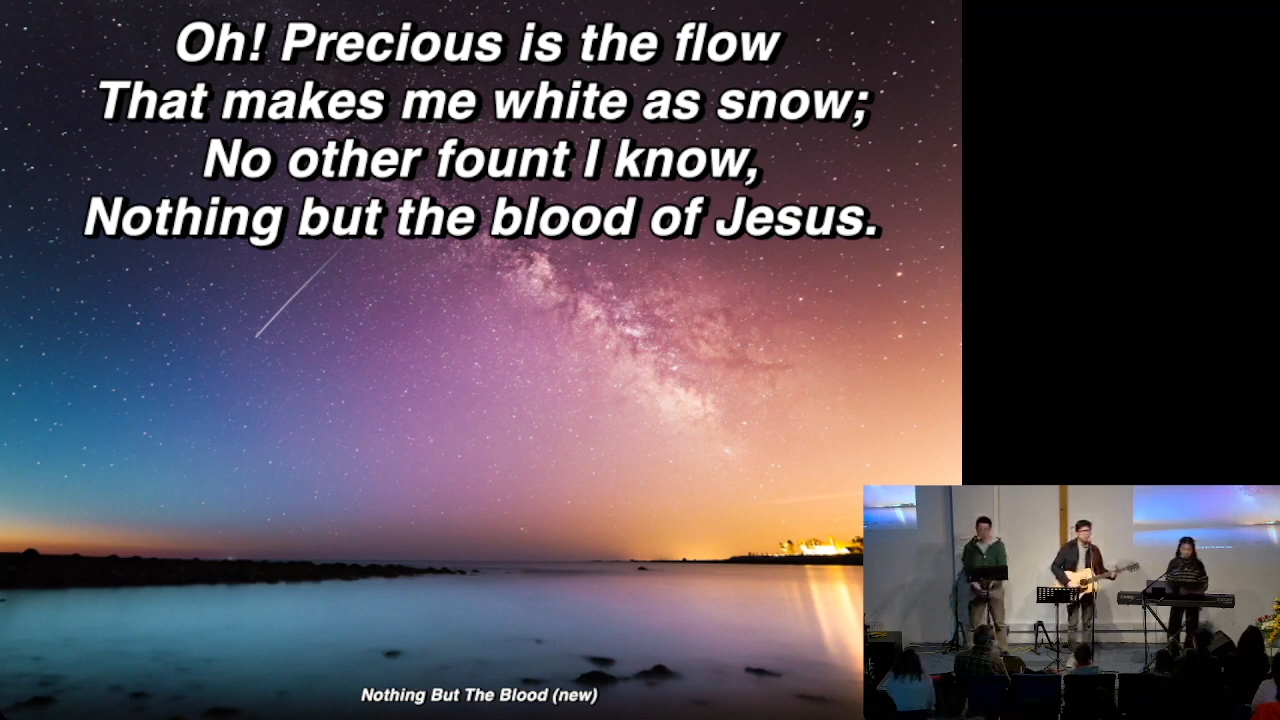 Oh! Precious is the flow
That makes me white as snow;
No other fount I know,
Nothing but the blood of Jesus.
Nothing But The Blood (new)